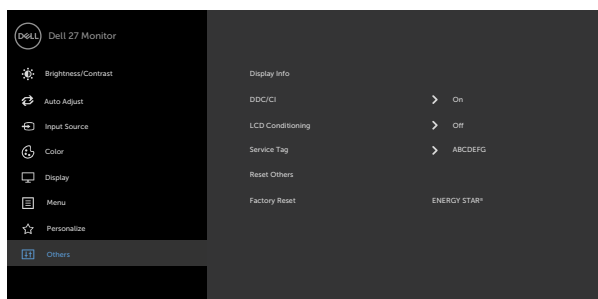 DELL Dell 27 Monitor
Brightness/Contrast Display Info
Auto Adjust DDC/CI On
Input Source LCD Conditioning Off
Color Service Tag ABCDEFG
Display Reset Others
Menu Factory Reset ENERGY STAR®
Personalize
Others